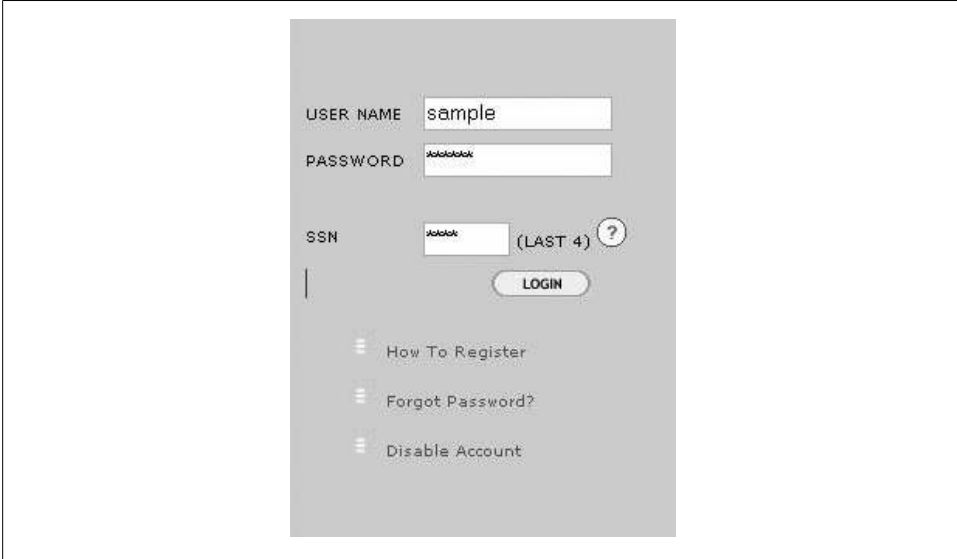 USER NAME sample
PASSWORD ******
SSN **** (LAST 4) ?
LOGIN
How To Register
Forgot Password?
Disable Account